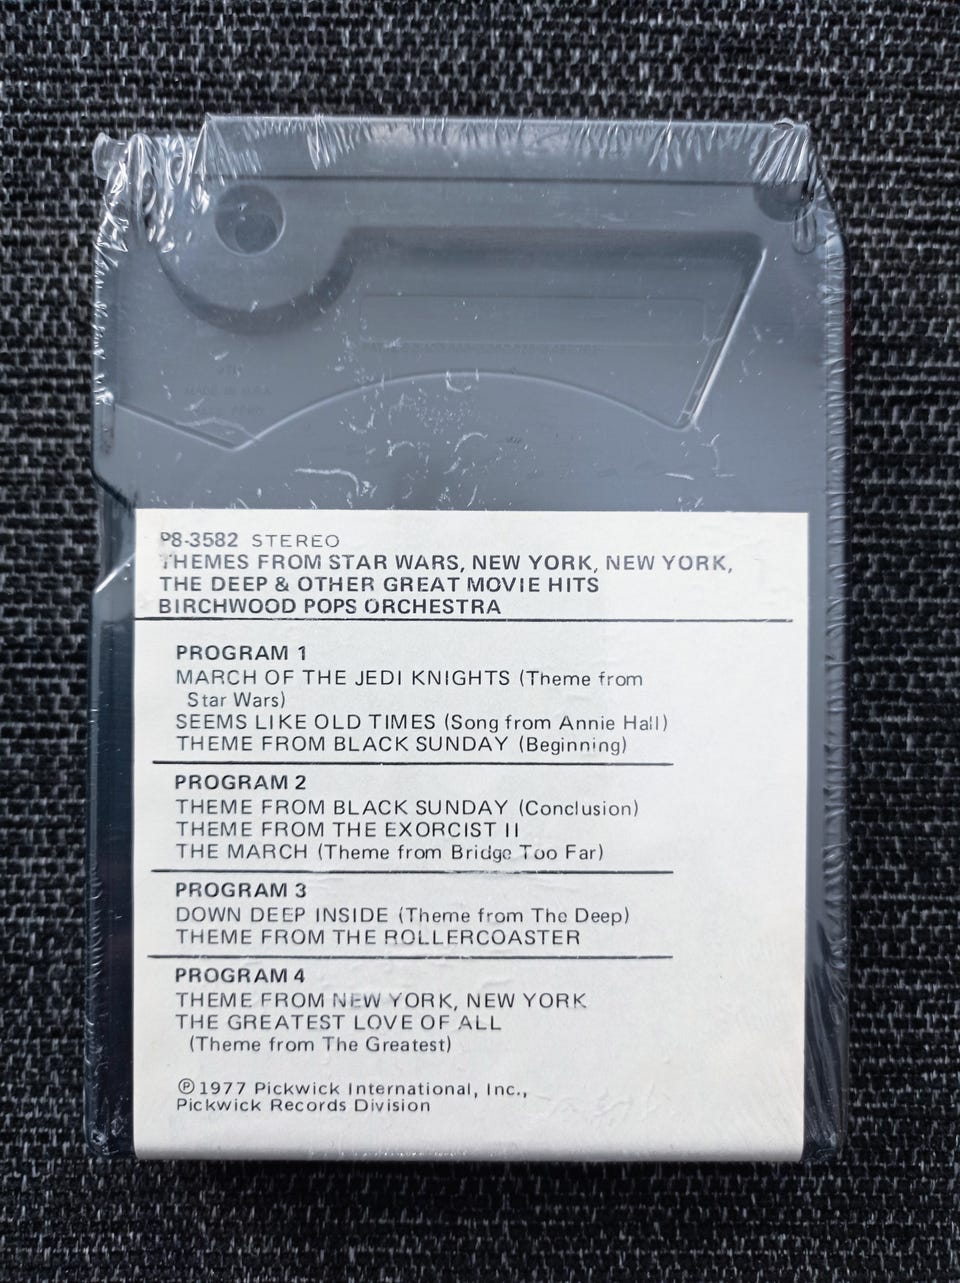 P8-3582 STEREO
THEMES FROM STAR WARS, NEW YORK, NEW YORK,
THE DEEP & OTHER GREAT MOVIE HITS
BIRCHWOOD POPS ORCHESTRA
PROGRAM 1
MARCH OF THE JEDI KNIGHTS (Theme from
Star Wars)
SEEMS LIKE OLD TIMES (Song from Annie Hall)
THEME FROM BLACK SUNDAY (Beginning)
PROGRAM 2
THEME FROM BLACK SUNDAY (Conclusion)
THEME FROM THE EXORCIST II
THE MARCH (Theme from Bridge Too Far)
PROGRAM 3
DOWN DEEP INSIDE (Theme from The Deep)
THEME FROM THE ROLLERCOASTER
PROGRAM 4
THEME FROM NEW YORK, NEW YORK
THE GREATEST LOVE OF ALL
(Theme from The Greatest)
℗ 1977 Pickwick International, Inc.,
Pickwick Records Division